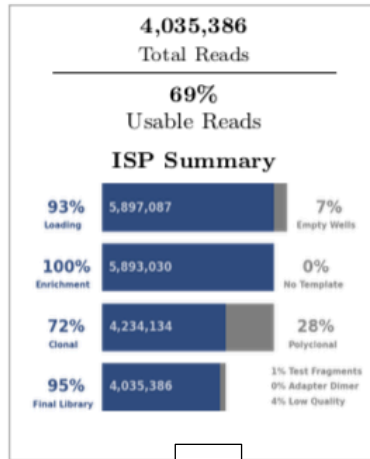 4,035,386
Total Reads
69%
Usable Reads
ISP Summary
93% 5,897,087 7%
Loading Empty Wells
100% 5,893,030 0%
Enrichment No Template
72% 4,234,134 28%
Clonal Polyclonal
95% 4,035,386 1% Test Fragments
0% Adapter Dimer
Final Library 4% Low Quality